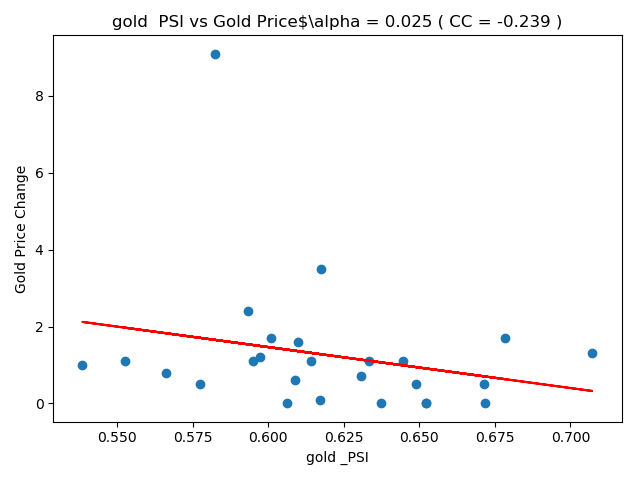 gold  PSI vs Gold Price$\alpha = 0.025 ( CC = -0.239 )
Gold Price Change
8
6
4
2
0
0.550 0.575 0.600 0.625 0.650 0.675 0.700
gold _PSI